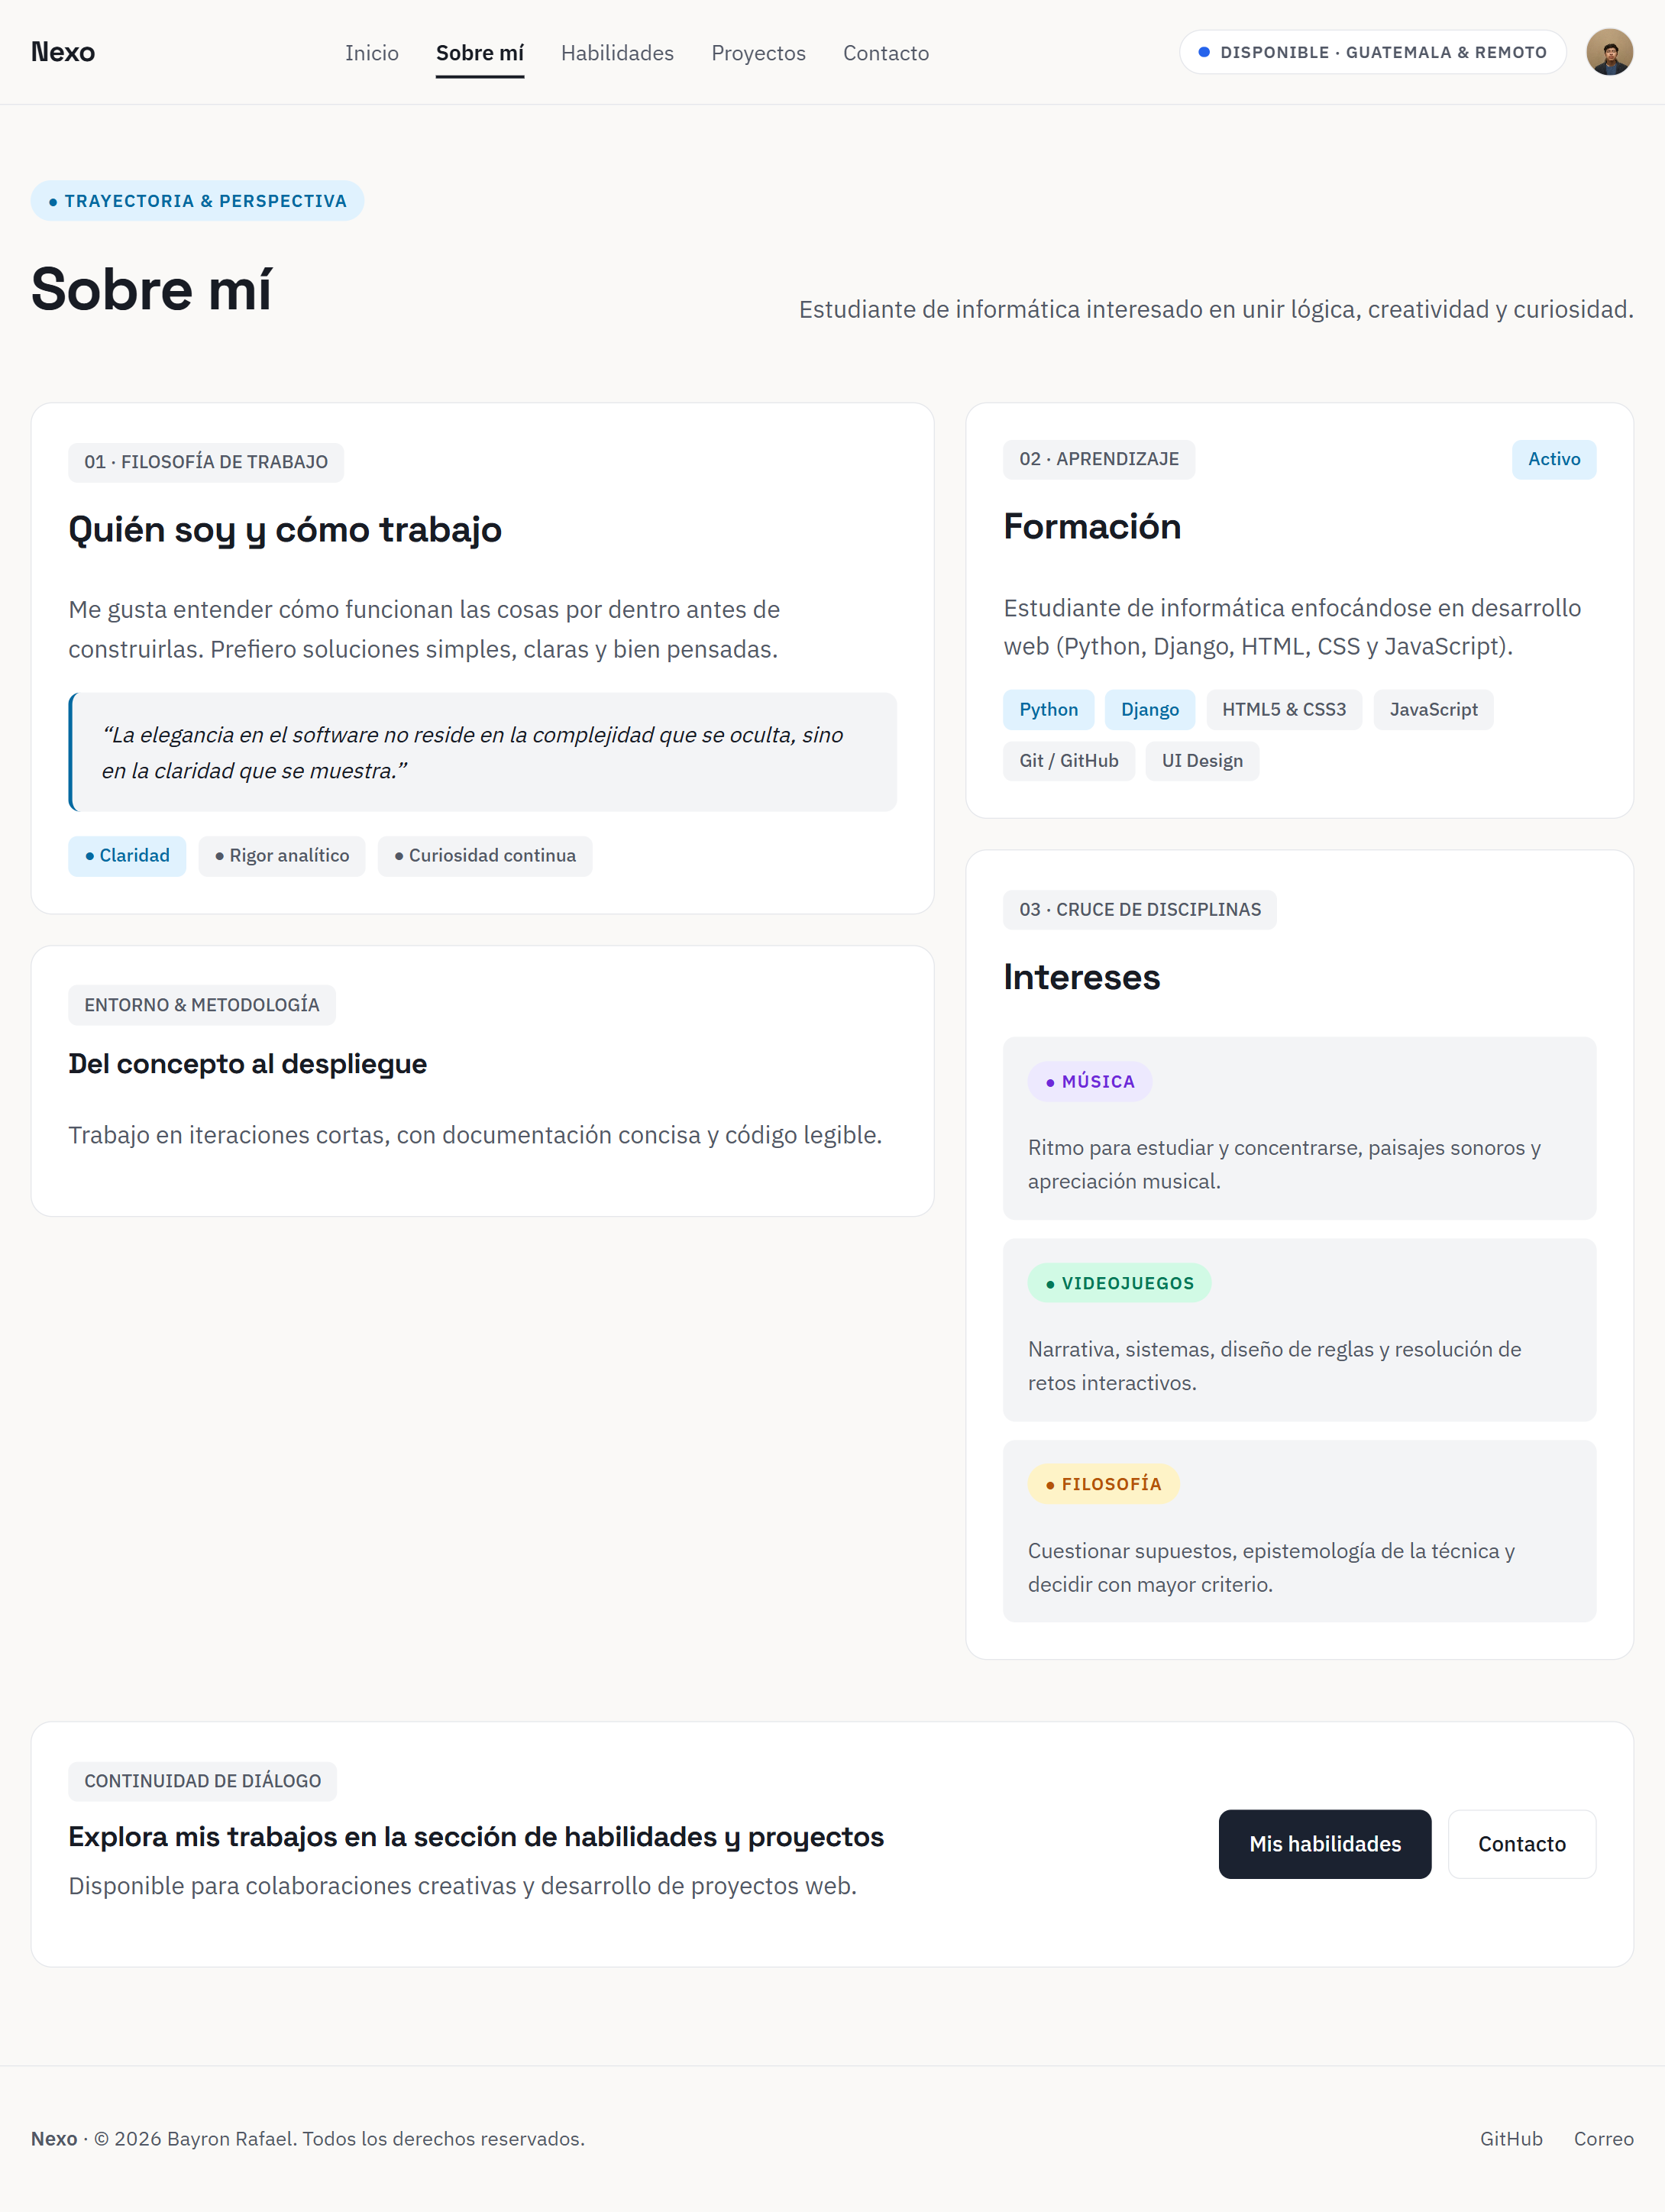 Nexo
Inicio
Sobre mí
Habilidades
Proyectos
Contacto
DISPONIBLE · GUATEMALA & REMOTO
● TRAYECTORIA & PERSPECTIVA
Sobre mí
Estudiante de informática interesado en unir lógica, creatividad y curiosidad.
01 · FILOSOFÍA DE TRABAJO
Quién soy y cómo trabajo
Me gusta entender cómo funcionan las cosas por dentro antes de
construirlas. Prefiero soluciones simples, claras y bien pensadas.
“La elegancia en el software no reside en la complejidad que se oculta, sino
en la claridad que se muestra.”
● Claridad
● Rigor analítico
● Curiosidad continua
ENTORNO & METODOLOGÍA
Del concepto al despliegue
Trabajo en iteraciones cortas, con documentación concisa y código legible.
02 · APRENDIZAJE
Activo
Formación
Estudiante de informática enfocándose en desarrollo
web (Python, Django, HTML, CSS y JavaScript).
Python
Django
HTML5 & CSS3
JavaScript
Git / GitHub
UI Design
03 · CRUCE DE DISCIPLINAS
Intereses
● MÚSICA
Ritmo para estudiar y concentrarse, paisajes sonoros y
apreciación musical.
● VIDEOJUEGOS
Narrativa, sistemas, diseño de reglas y resolución de
retos interactivos.
● FILOSOFÍA
Cuestionar supuestos, epistemología de la técnica y
decidir con mayor criterio.
CONTINUIDAD DE DIÁLOGO
Explora mis trabajos en la sección de habilidades y proyectos
Disponible para colaboraciones creativas y desarrollo de proyectos web.
Mis habilidades
Contacto
Nexo · © 2026 Bayron Rafael. Todos los derechos reservados.
GitHub
Correo